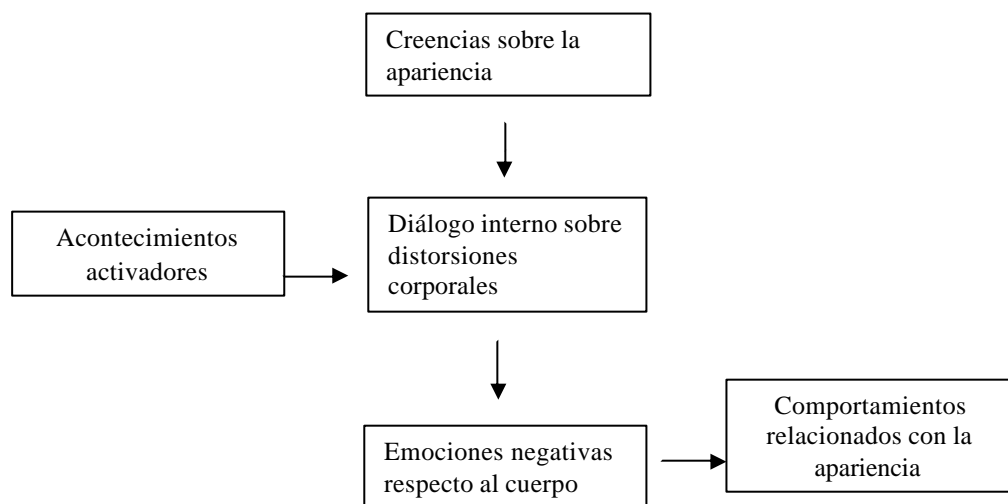 Creencias sobre la
apariencia
Acontecimientos
activadores
Diálogo interno sobre
distorsiones
corporales
Emociones negativas
respecto al cuerpo
Comportamientos
relacionados con la
apariencia